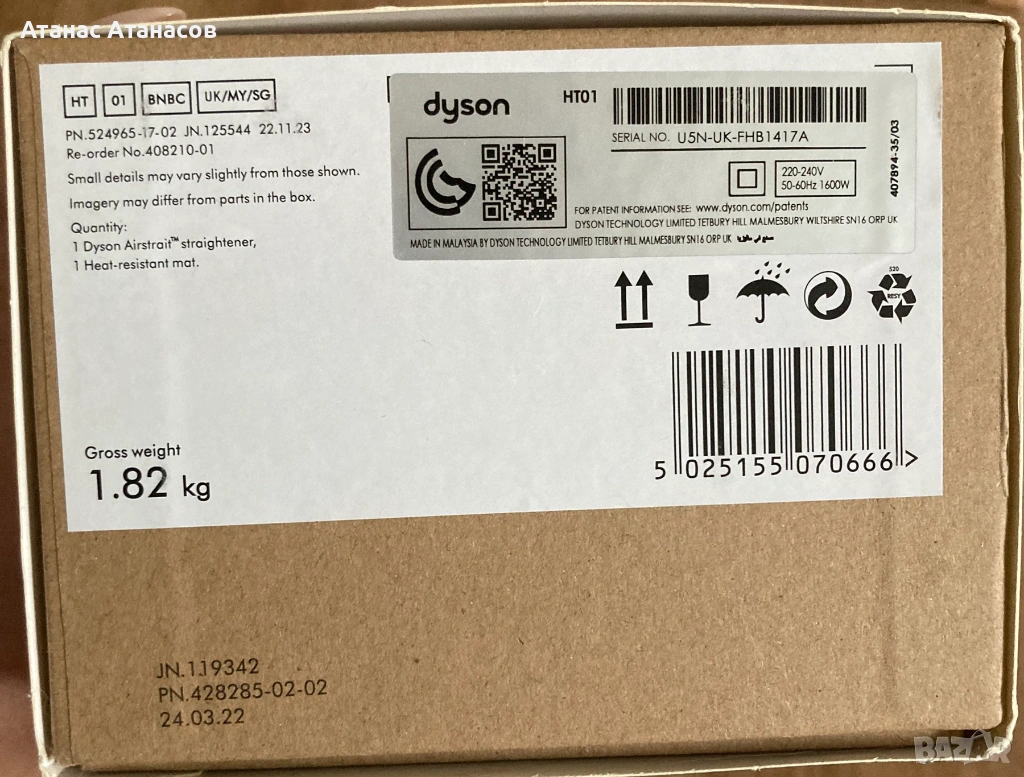 Атанас Атанасов
HT 01 BNBC UK/MY/SG
PN.524965-17-02 JN.125544 22.11.23
Re-order No.408210-01
Small details may vary slightly from those shown.
Imagery may differ from parts in the box.
Quantity:
1 Dyson Airstrait™ straightener,
1 Heat-resistant mat.
dyson HT01
SERIAL NO. U5N-UK-FHB1417A
220-240V
50-60Hz 1600W
407894-35/03
FOR PATENT INFORMATION SEE: www.dyson.com/patents
DYSON TECHNOLOGY LIMITED TETBURY HILL MALMESBURY WILTSHIRE SN16 ORP UK
MADE IN MALAYSIA BY DYSON TECHNOLOGY LIMITED TETBURY HILL MALMESBURY SN16 ORP UK
520
Gross weight
1.82 kg
5 025155 070666 >
JN.119342
PN.428285-02-02
24.03.22
BAZAR